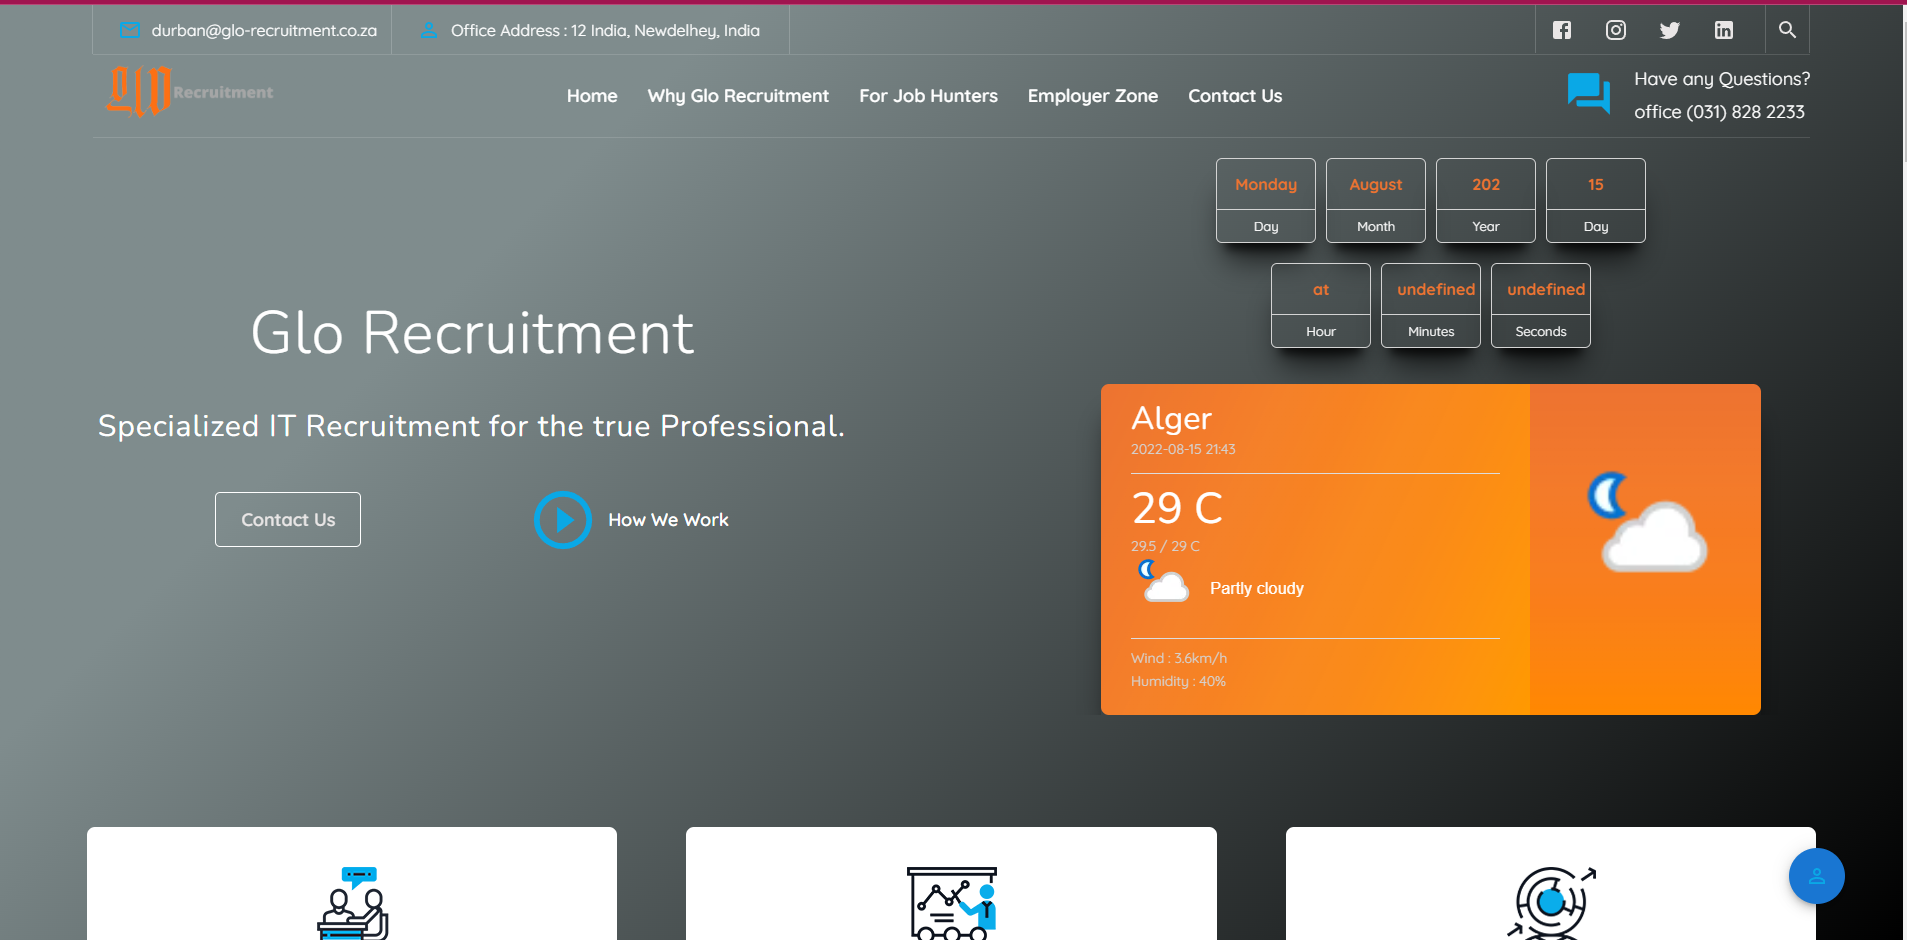 durban@glo-recruitment.co.za
Office Address : 12 India, Newdelhey, India
glo Recruitment
Home
Why Glo Recruitment
For Job Hunters
Employer Zone
Contact Us
Have any Questions?
office (031) 828 2233
Monday
Day
August
Month
202
Year
15
Day
at
Hour
undefined
Minutes
undefined
Seconds
Glo Recruitment
Specialized IT Recruitment for the true Professional.
Contact Us
How We Work
Alger
2022-08-15 21:43
29 C
29.5 / 29 C
Partly cloudy
Wind : 3.6km/h
Humidity : 40%